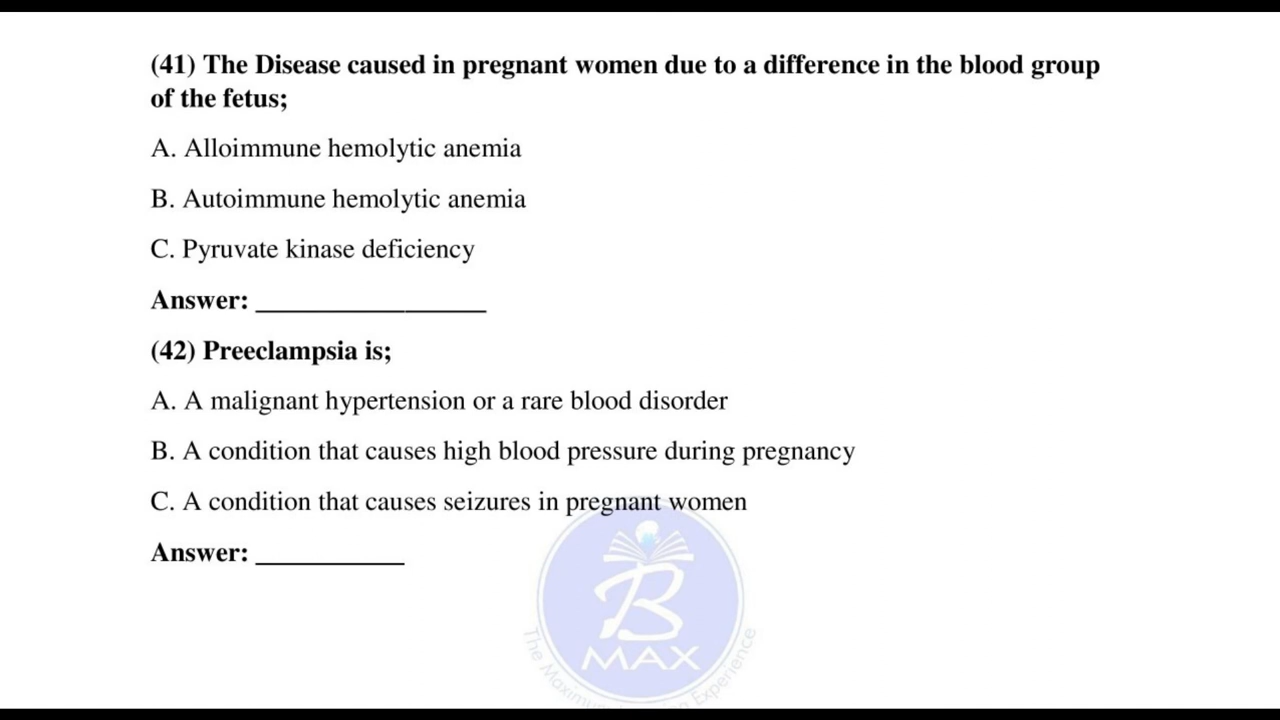 (41) The Disease caused in pregnant women due to a difference in the blood group
of the fetus;
A. Alloimmune hemolytic anemia
B. Autoimmune hemolytic anemia
C. Pyruvate kinase deficiency
Answer: _________________
(42) Preeclampsia is;
A. A malignant hypertension or a rare blood disorder
B. A condition that causes high blood pressure during pregnancy
C. A condition that causes seizures in pregnant women
Answer: ___________
B
MAX
The Experience